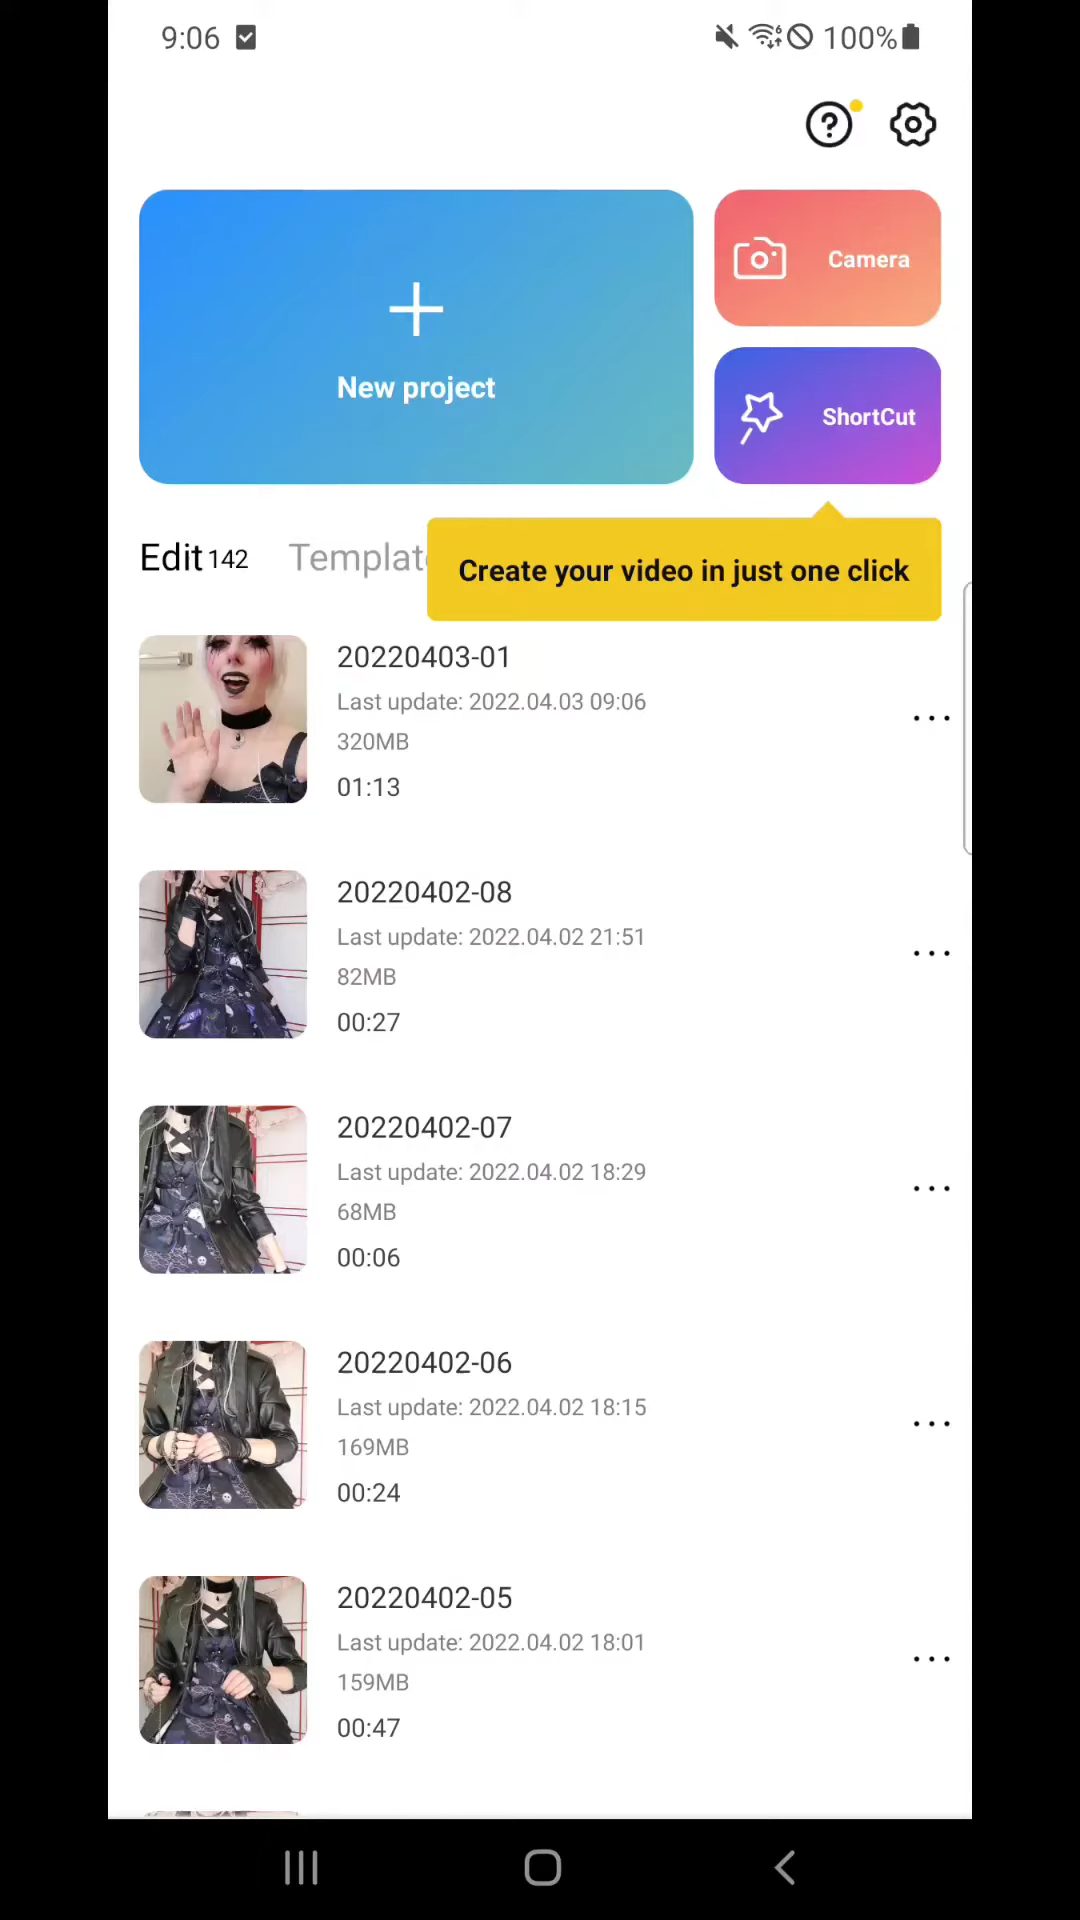 9:06
100%
Camera
New project
ShortCut
Edit 142
Template
Create your video in just one click
20220403-01
Last update: 2022.04.03 09:06
320MB
01:13
20220402-08
Last update: 2022.04.02 21:51
82MB
00:27
20220402-07
Last update: 2022.04.02 18:29
68MB
00:06
20220402-06
Last update: 2022.04.02 18:15
169MB
00:24
20220402-05
Last update: 2022.04.02 18:01
159MB
00:47